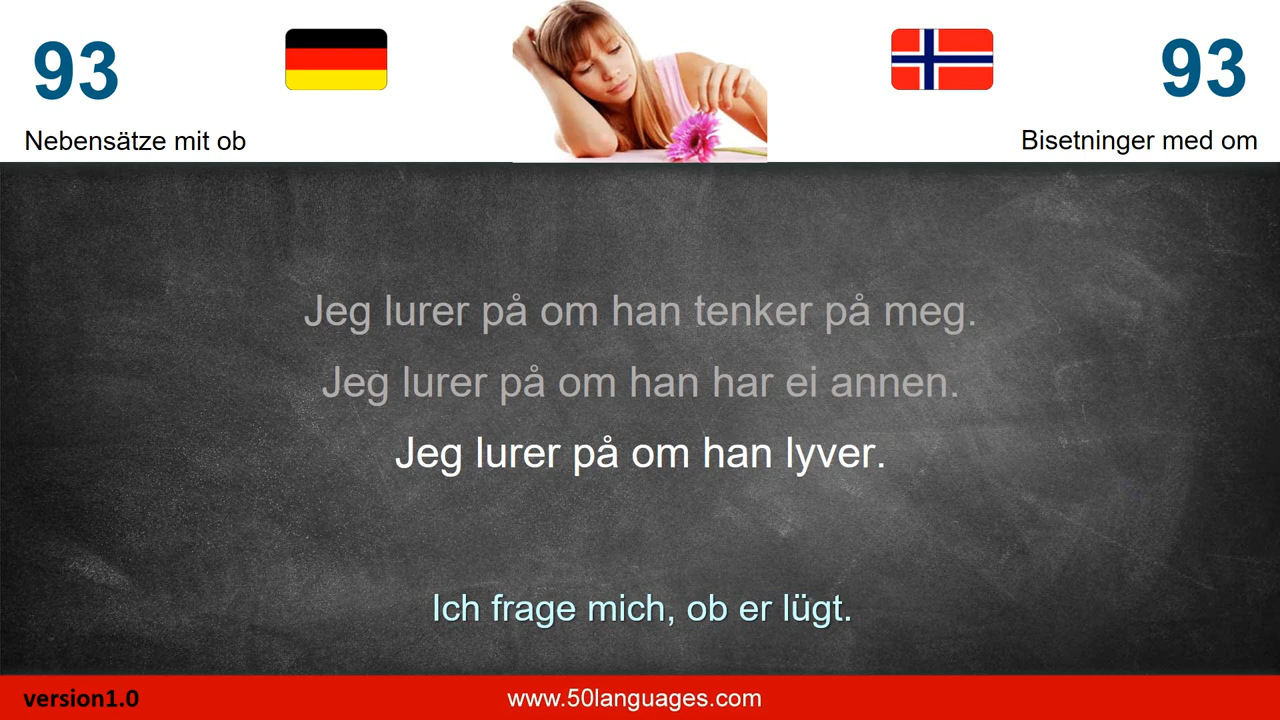 93
93
Nebensätze mit ob
Bisetninger med om
Jeg lurer på om han tenker på meg.
Jeg lurer på om han har ei annen.
Jeg lurer på om han lyver.
Ich frage mich, ob er lügt.
version1.0
www.50languages.com